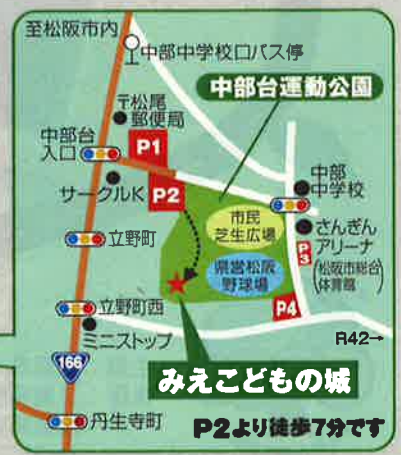 至松阪市内
中部中学校口バス停
中部台運動公園
〒松尾
郵便局
中部台
入口
P1
サークルK
P2
中部
中学校
市民
芝生広場
さんぎん
アリーナ
(松阪市総合
体育館)
P3
立野町
県営松阪
野球場
P4
立野町西
ミニストップ
R42→
166
みえこどもの城
丹生寺町
P2より徒歩7分です